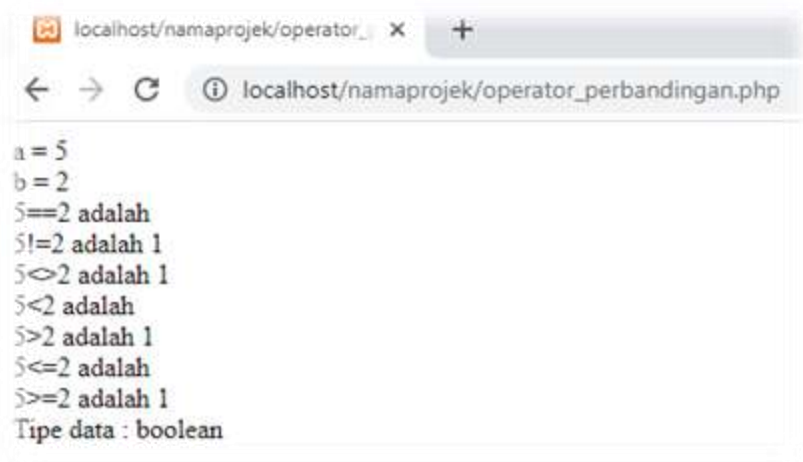 localhost/namaprojek/operator_
localhost/namaprojek/operator_perbandingan.php
a = 5
b = 2
5==2 adalah
5!=2 adalah 1
5<>2 adalah 1
5<2 adalah
5>2 adalah 1
5<=2 adalah
5>=2 adalah 1
Tipe data : boolean